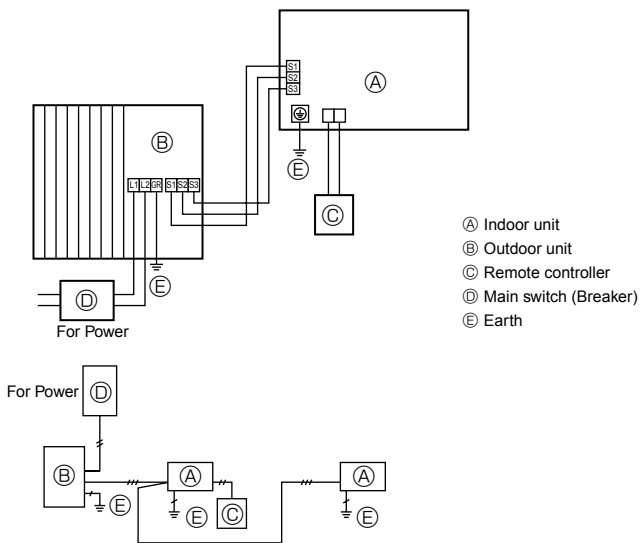 S1
S2
S3
Ⓐ
Ⓔ
Ⓑ
L1 L2 GR S1 S2 S3
Ⓒ
Ⓔ
Ⓓ
For Power
Ⓐ Indoor unit
Ⓑ Outdoor unit
Ⓒ Remote controller
Ⓓ Main switch (Breaker)
Ⓔ Earth
For Power Ⓓ
Ⓑ Ⓐ Ⓐ
Ⓔ Ⓔ Ⓒ Ⓔ